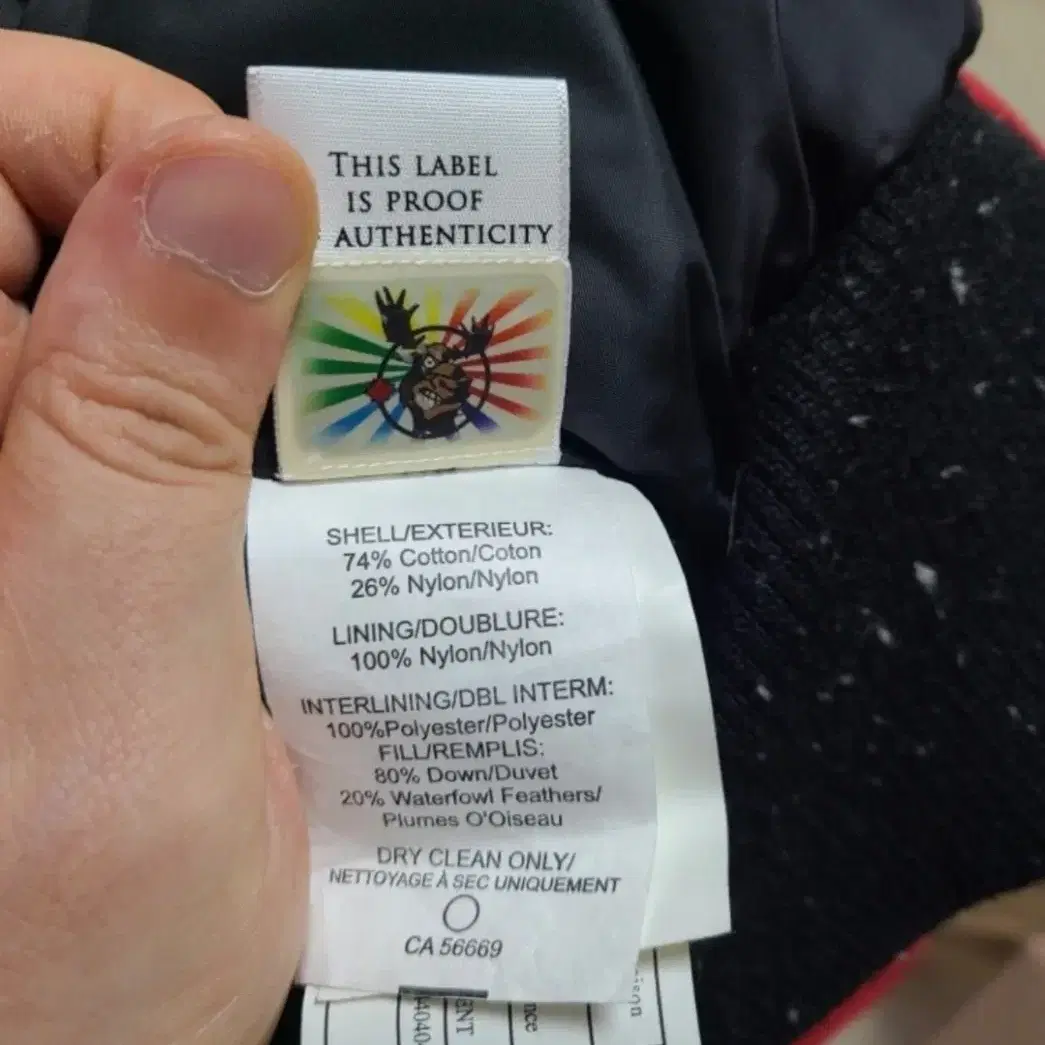 THIS LABEL
IS PROOF
AUTHENTICITY
SHELL/EXTERIEUR:
74% Cotton/Coton
26% Nylon/Nylon
LINING/DOUBLURE:
100% Nylon/Nylon
INTERLINING/DBL INTERM:
100%Polyester/Polyester
FILL/REMPLIS:
80% Down/Duvet
20% Waterfowl Feathers/
Plumes O'Oiseau
DRY CLEAN ONLY/
NETTOYAGE À SEC UNIQUEMENT
CA 56669